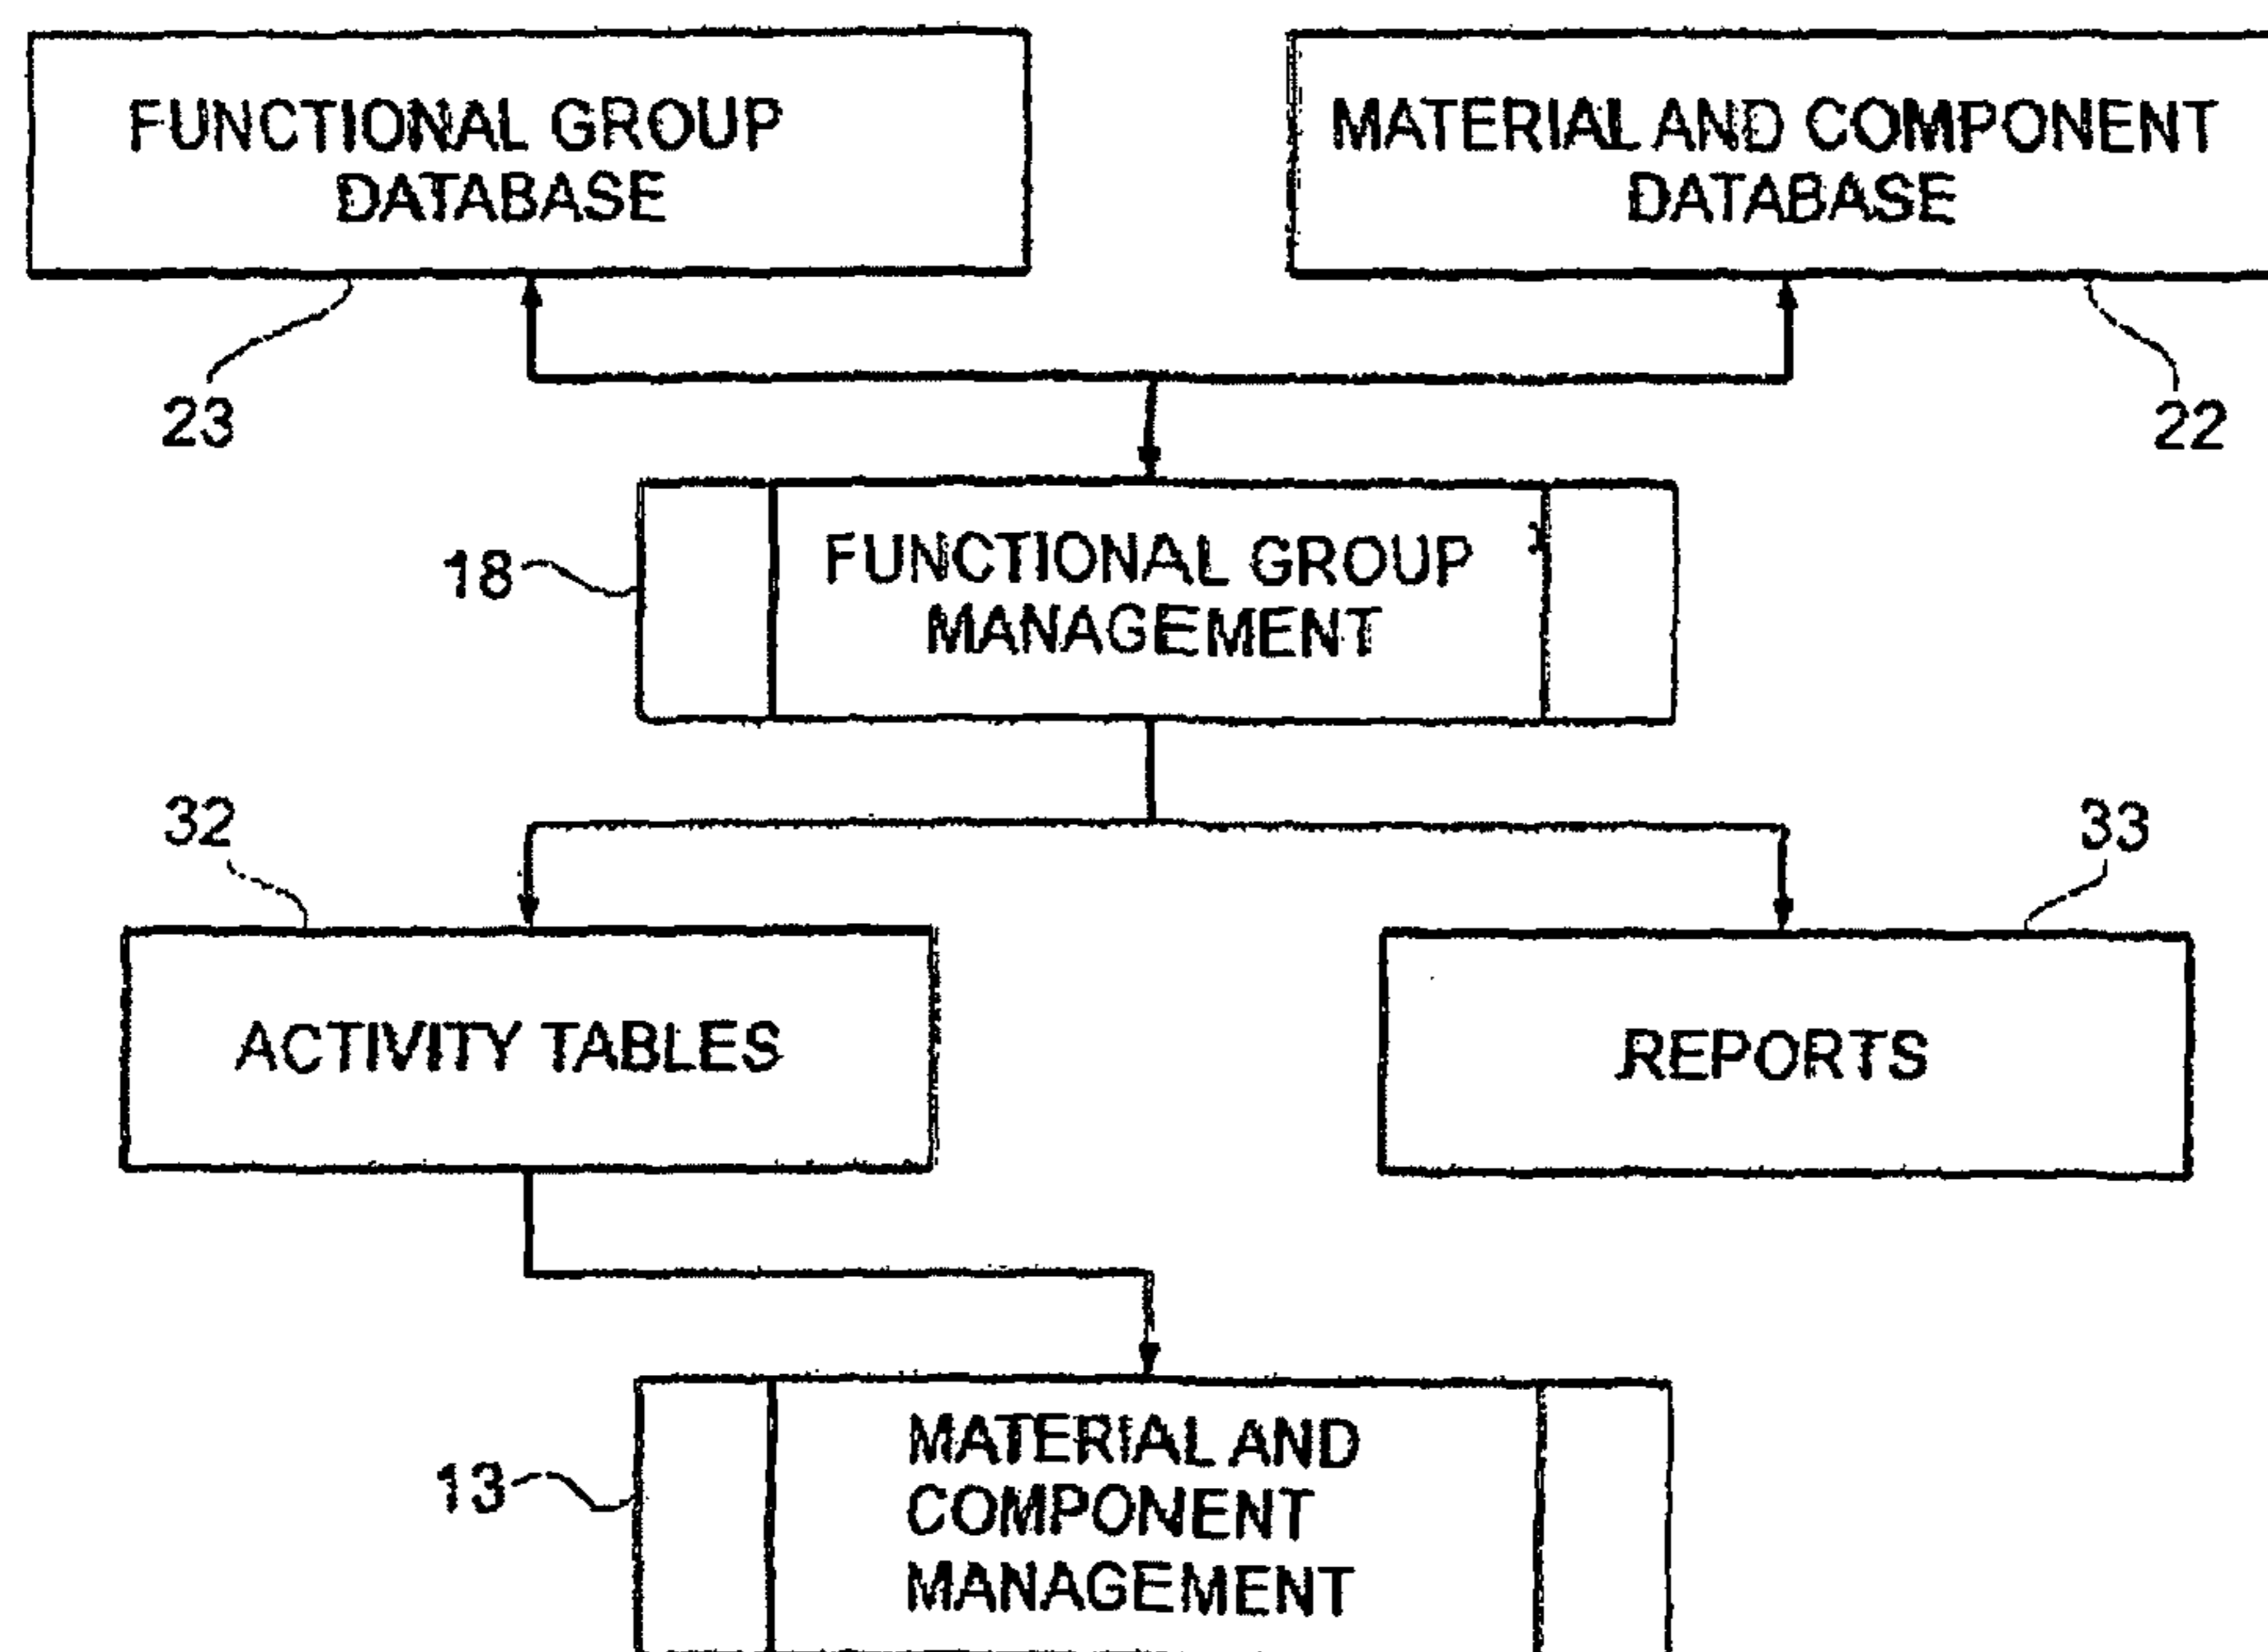 FUNCTIONAL GROUP
DATABASE
MATERIAL AND COMPONENT
DATABASE
23
22
18
FUNCTIONAL GROUP
MANAGEMENT
32
33
ACTIVITY TABLES
REPORTS
13
MATERIAL AND
COMPONENT
MANAGEMENT